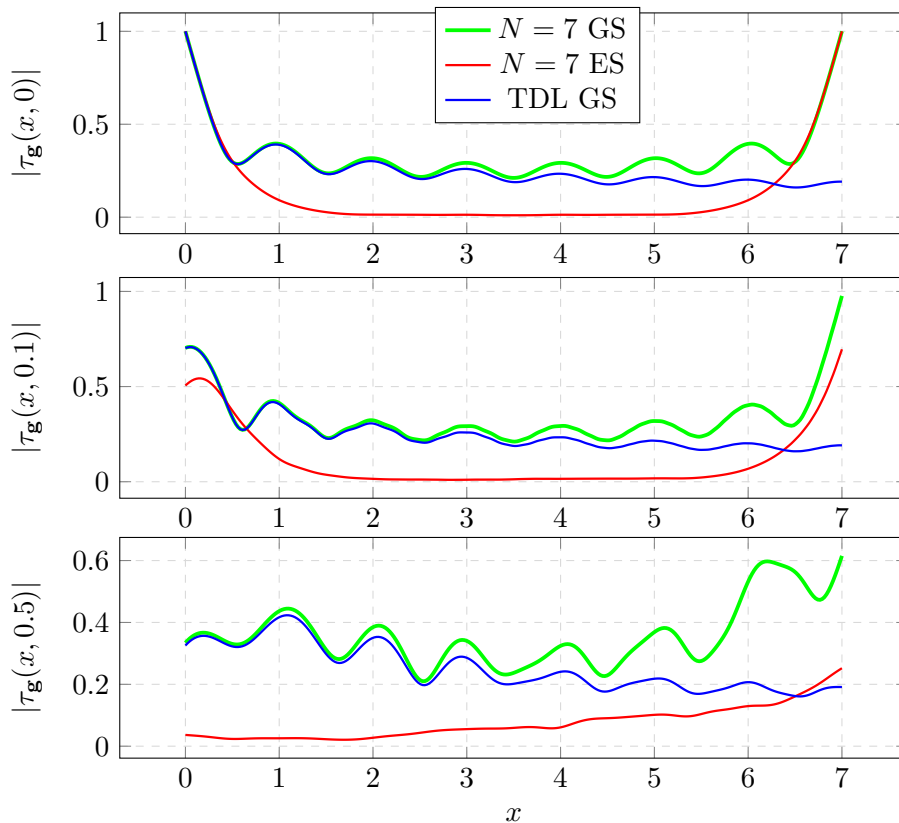 N = 7 GS
N = 7 ES
TDL GS
|τ_g(x, 0)|
1
0.5
0
0 1 2 3 4 5 6 7
|τ_g(x, 0.1)|
1
0.5
0
0 1 2 3 4 5 6 7
|τ_g(x, 0.5)|
0.6
0.4
0.2
0
0 1 2 3 4 5 6 7
x